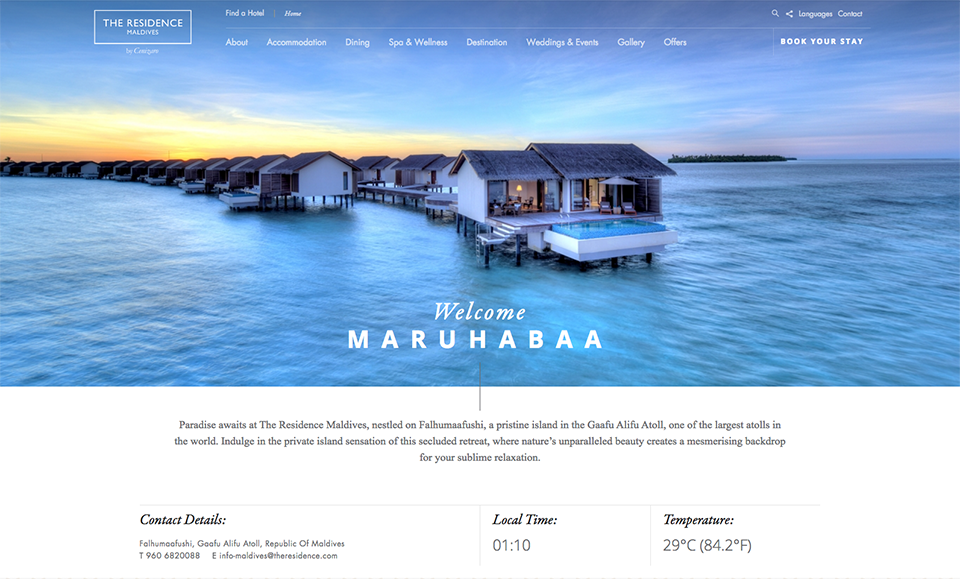 THE RESIDENCE
MALDIVES
by Cenizaro
Find a Hotel | Home
Languages Contact
About Accommodation Dining Spa & Wellness Destination Weddings & Events Gallery Offers
BOOK YOUR STAY
Welcome
MARUHABAA
Paradise awaits at The Residence Maldives, nestled on Falhumaafushi, a pristine island in the Gaafu Alifu Atoll, one of the largest atolls in
the world. Indulge in the private island sensation of this secluded retreat, where nature's unparalleled beauty creates a mesmerising backdrop
for your sublime relaxation.
Contact Details:
Falhumaafushi, Gaafu Alifu Atoll, Republic Of Maldives
T 960 6820088 E info-maldives@theresidence.com
Local Time:
01:10
Temperature:
29°C (84.2°F)